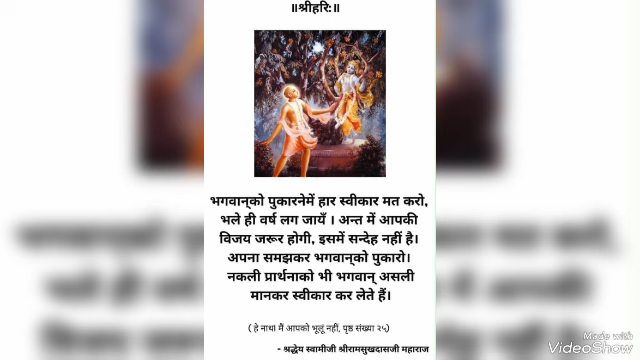 ॥श्रीहरि:॥
भगवान्‌को पुकारनेमें हार स्वीकार मत करो,
भले ही वर्ष लग जायँ । अन्त में आपकी
विजय जरूर होगी, इसमें सन्देह नहीं है।
अपना समझकर भगवान्‌को पुकारो।
नकली प्रार्थनाको भी भगवान् असली
मानकर स्वीकार कर लेते हैं।
( हे नाथ! मैं आपको भूलूं नहीं, पृष्ठ संख्या २५)
- श्रद्धेय स्वामीजी श्रीरामसुखदासजी महाराज
Made with
VideoShow